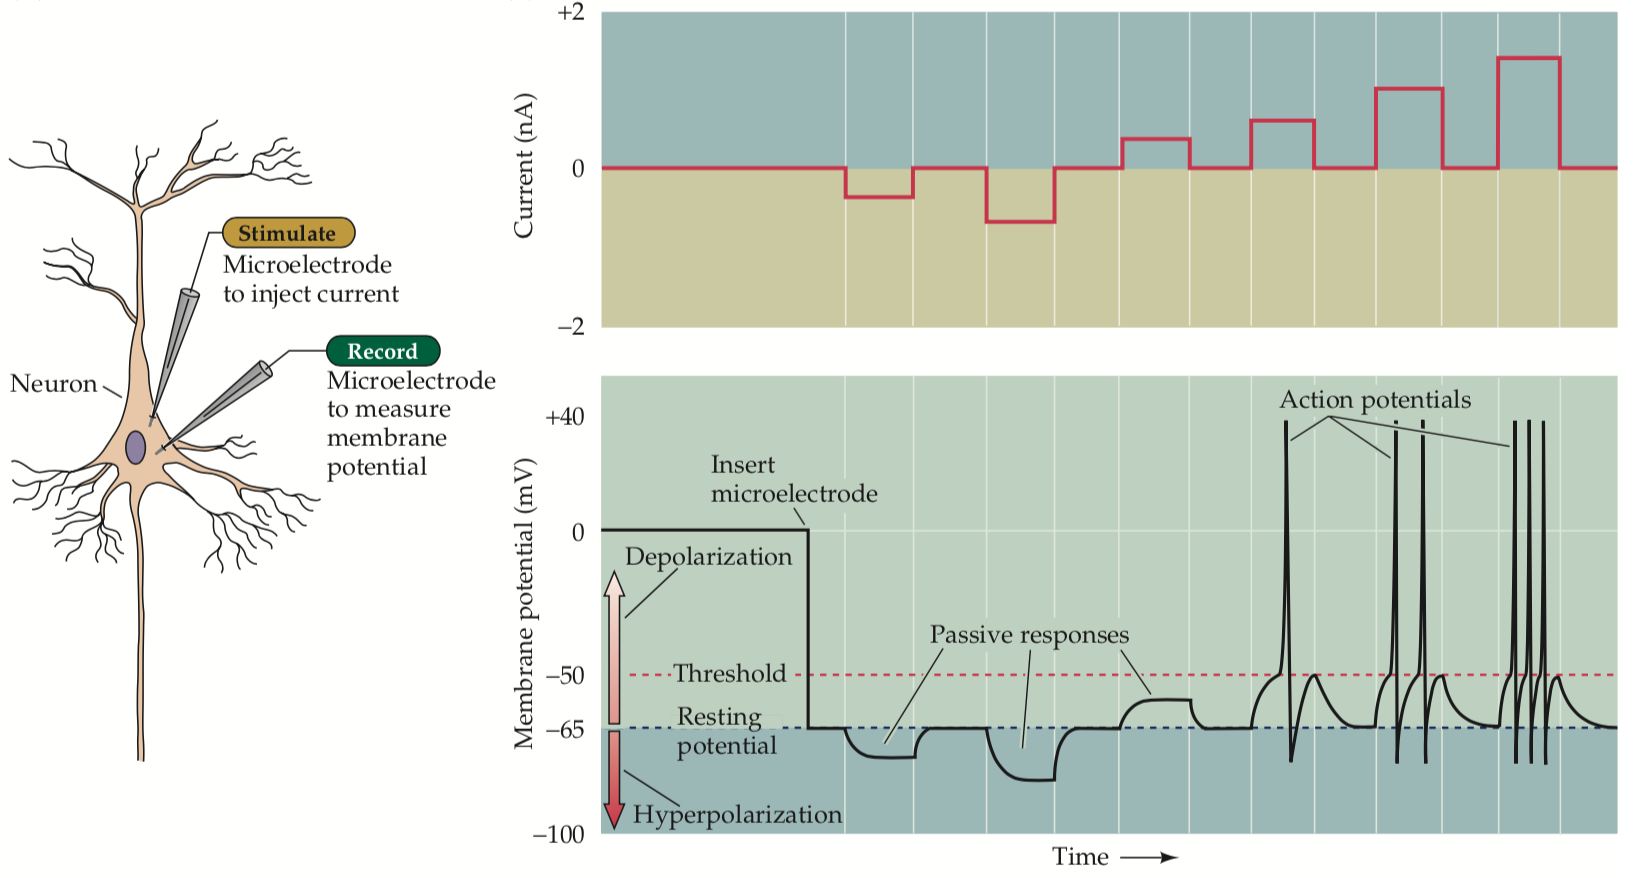 Stimulate
Microelectrode
to inject current
Record
Microelectrode
to measure
membrane
potential
Neuron
Current (nA)
+2
0
–2
Membrane potential (mV)
+40
0
–50
–65
–100
Insert
microelectrode
Depolarization
Action potentials
Passive responses
Threshold
Resting
potential
Hyperpolarization
Time